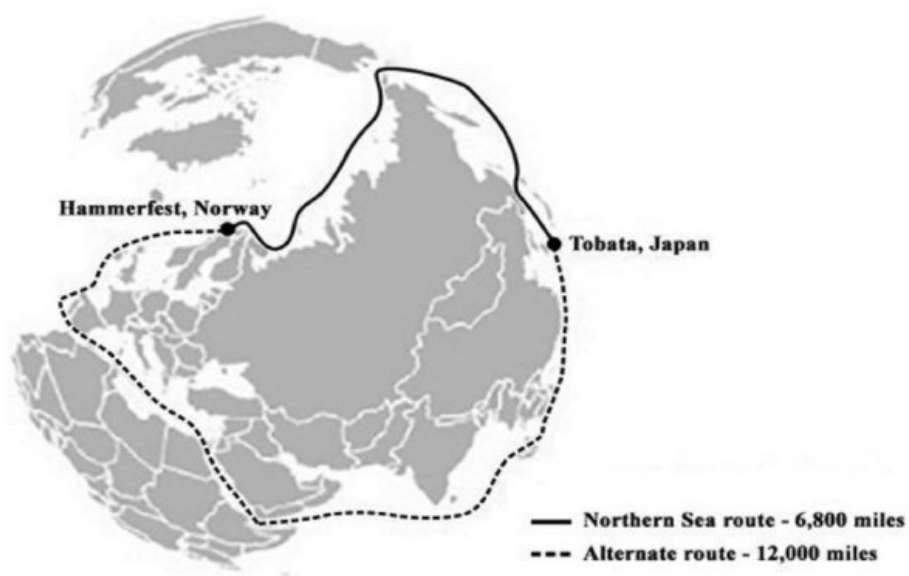 Hammerfest, Norway
Tobata, Japan
Northern Sea route - 6,800 miles
Alternate route - 12,000 miles